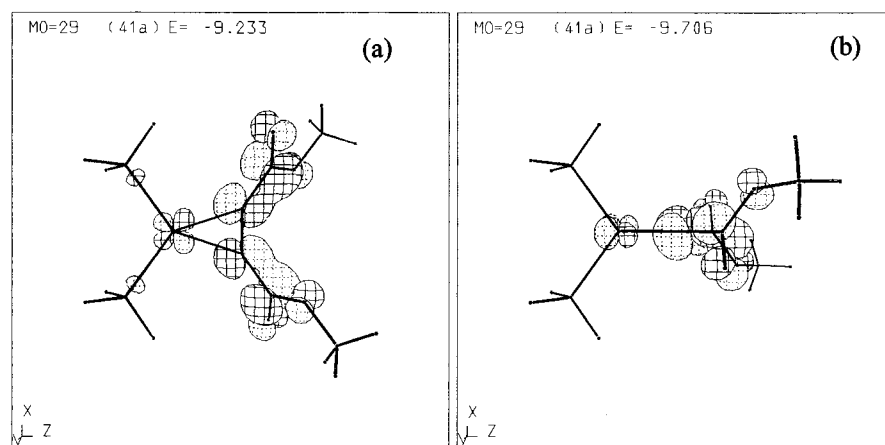 MO=29 (41a) E= -9.233
(a)
X
Z
MO=29 (41a) E= -9.706
(b)
X
Z